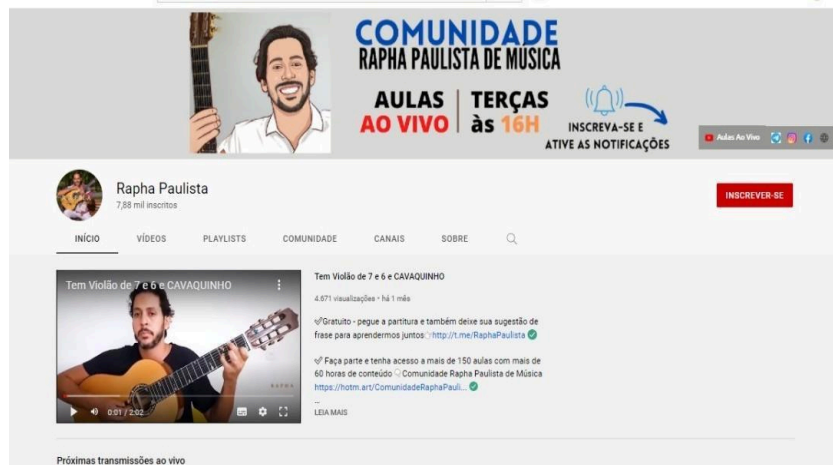 COMUNIDADE
RAPHA PAULISTA DE MÚSICA
AULAS AO VIVO
TERÇAS às 16H
INSCREVA-SE E
ATIVE AS NOTIFICAÇÕES
Aulas Ao Vivo
Rapha Paulista
7,88 mil inscritos
INSCREVER-SE
INÍCIO VÍDEOS PLAYLISTS COMUNIDADE CANAIS SOBRE
Tem Violão de 7 e 6 e CAVAQUINHO
RAPHA
0:01 / 2:02
Tem Violão de 7 e 6 e CAVAQUINHO
4.671 visualizações • há 1 mês
✅Gratuito - pegue a partitura e também deixe sua sugestão de
frase para aprendermos juntos http://t.me/RaphaPaulista
Faça parte e tenha acesso a mais de 150 aulas com mais de
60 horas de conteúdo Comunidade Rapha Paulista de Música
https://hotm.art/ComunidadeRaphaPauli...
...
LEIA MAIS
Próximas transmissões ao vivo